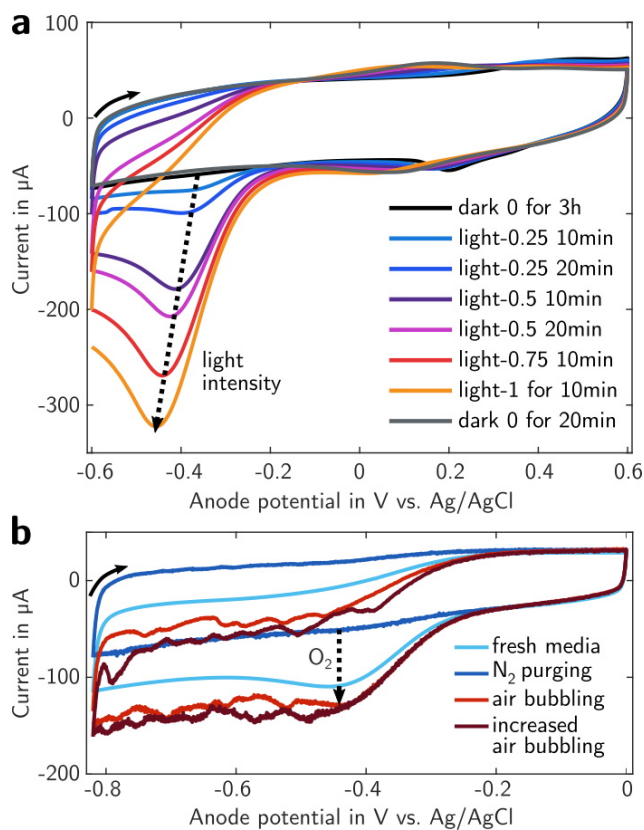 a
100
0
-100
-200
-300
Current in µA
light
intensity
dark 0 for 3h
light-0.25 10min
light-0.25 20min
light-0.5 10min
light-0.5 20min
light-0.75 10min
light-1 for 10min
dark 0 for 20min
-0.6 -0.4 -0.2 0 0.2 0.4 0.6
Anode potential in V vs. Ag/AgCl
b
0
-100
-200
Current in µA
O₂
fresh media
N₂ purging
air bubbling
increased
air bubbling
-0.8 -0.6 -0.4 -0.2 0
Anode potential in V vs. Ag/AgCl